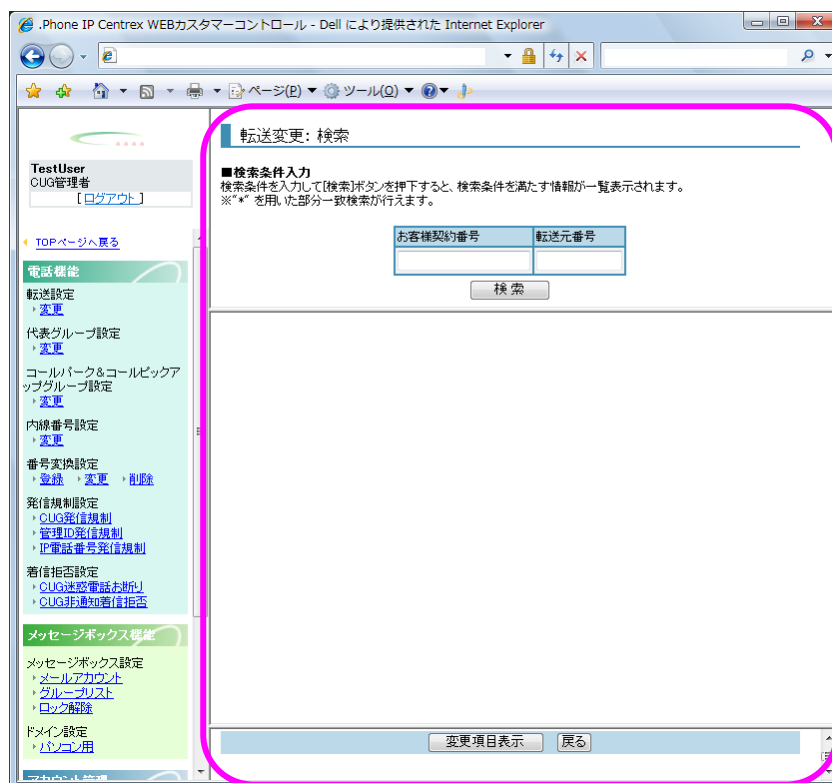 .Phone IP Centrex WEBカスタマーコントロール - Dell により提供された Internet Explorer
ページ(P) ツール(O)
TestUser
CUG管理者
[ログアウト]
TOPページへ戻る
電話機能
転送設定
変更
代表グループ設定
変更
コールパーク&コールピックア
ップグループ設定
変更
内線番号設定
変更
番号変換設定
登録 変更 削除
発信規制設定
CUG発信規制
管理ID発信規制
IP電話番号発信規制
着信拒否設定
CUG迷惑電話お断り
CUG非通知着信拒否
メッセージボックス機能
メッセージボックス設定
メールアカウント
グループリスト
ロック解除
ドメイン設定
パソコン用
アカウント管理
転送変更: 検索
■検索条件入力
検索条件を入力して[検索]ボタンを押下すると、検索条件を満たす情報が一覧表示されます。
※"*" を用いた部分一致検索が行えます。
お客様契約番号 転送元番号
検索
変更項目表示 戻る